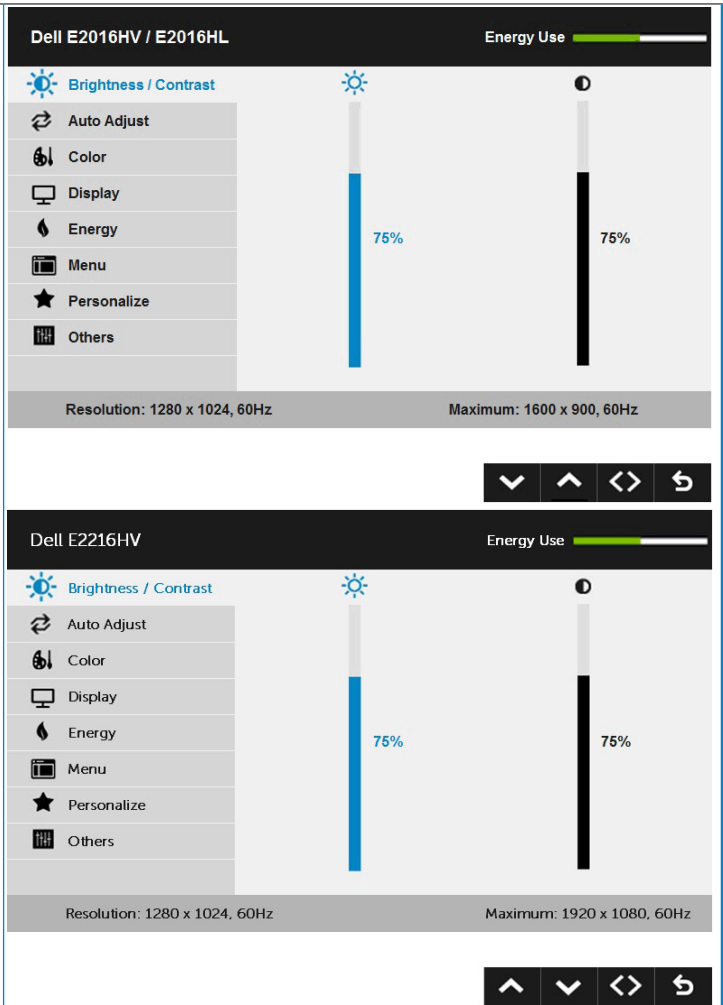 Dell E2016HV / E2016HL Energy Use
Brightness / Contrast
Auto Adjust
Color
Display
Energy
75% 75%
Menu
Personalize
Others
Resolution: 1280 x 1024, 60Hz Maximum: 1600 x 900, 60Hz
Dell E2216HV Energy Use
Brightness / Contrast
Auto Adjust
Color
Display
Energy
75% 75%
Menu
Personalize
Others
Resolution: 1280 x 1024, 60Hz Maximum: 1920 x 1080, 60Hz